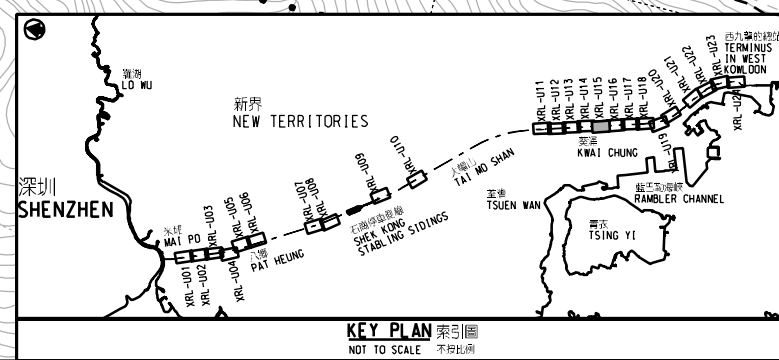 西九龍的總站
TERMINUS
IN WEST
KOWLOON
羅湖
LO WU
新界
NEW TERRITORIES
深圳
SHENZHEN
米埔
MAI PO
XRL-U01
XRL-U02
XRL-U03
XRL-U04
XRL-U05
XRL-U06
八鄉
PAT HEUNG
XRL-U07
XRL-U08
石崗停車側線
SHEK KONG
STABLING SIDINGS
XRL-U09
XRL-U10
大帽山
TAI MO SHAN
XRL-U11
XRL-U12
XRL-U13
XRL-U14
XRL-U15
XRL-U16
XRL-U17
XRL-U18
XRL-U19
XRL-U20
XRL-U21
XRL-U22
XRL-U23
XRL-U24
葵涌
KWAI CHUNG
荃灣
TSUEN WAN
藍巴勒海峽
RAMBLER CHANNEL
青衣
TSING YI
KEY PLAN 索引圖
NOT TO SCALE 不按比例